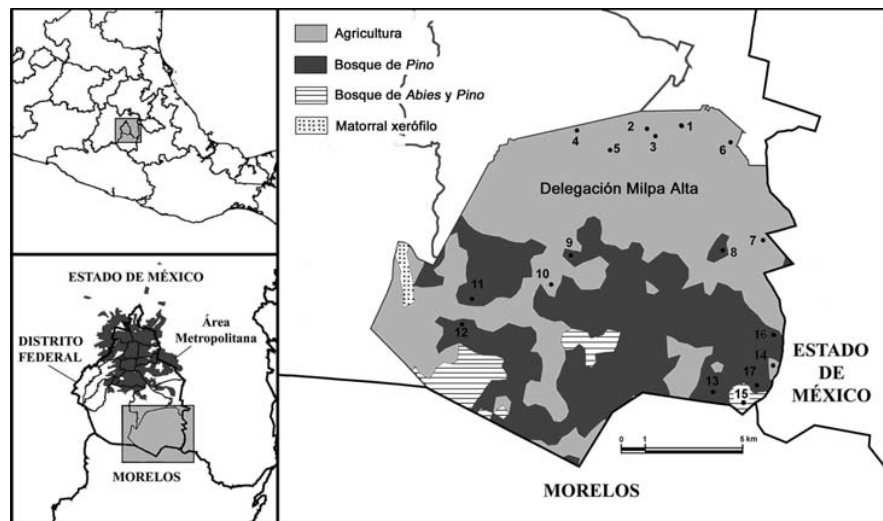 Agricultura
Bosque de Pino
Bosque de Abies y Pino
Matorral xerófilo
Delegación Milpa Alta
1
2
3
4
5
6
7
8
9
10
11
12
13
14
15
16
17
ESTADO
DE
MÉXICO
0 1 5 km
MORELOS
ESTADO DE MÉXICO
DISTRITO
FEDERAL
Área
Metropolitana
MORELOS